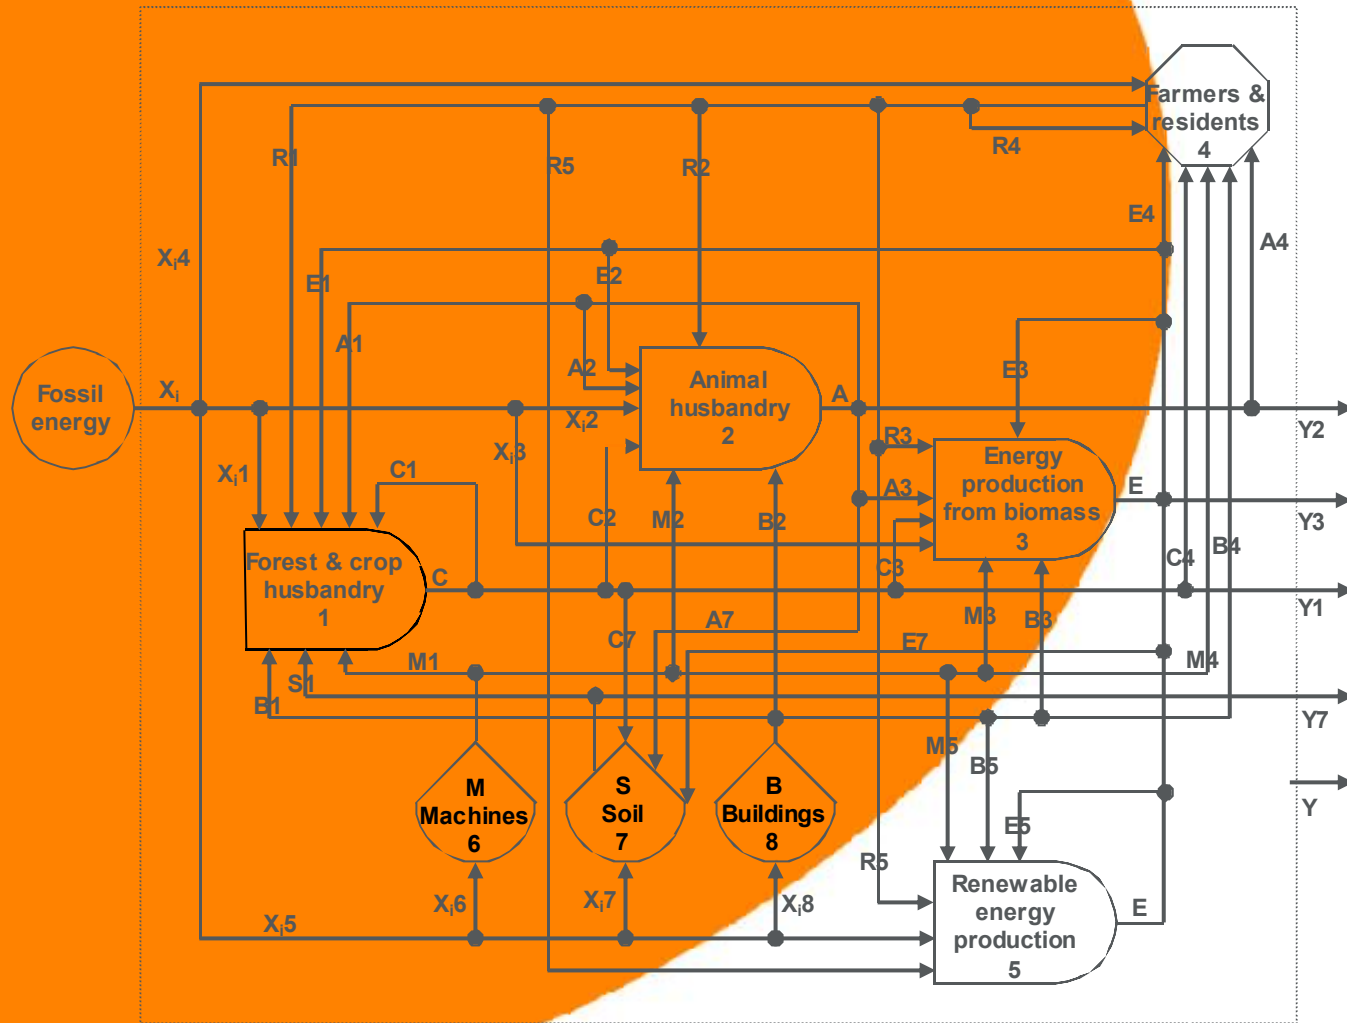 Farmers &
residents
4
R1
R5
R2
R4
E4
A4
Xi4
E1
E2
A1
A2
Fossil
energy
Xi
Animal
husbandry
2
A
E3
Xi2
Y2
Xi3
R3
Xi1
C1
Energy
production
from biomass
3
E
A3
Y3
C2
M2
B2
C3
C4
B4
Forest & crop
husbandry
1
C
Y1
C7
A7
E7
M3
B3
M1
M4
S1
B1
Y7
M5
B5
M
Machines
6
S
Soil
7
B
Buildings
8
Y
E5
R5
Renewable
energy
production
5
E
Xi6
Xi7
Xi8
Xi5